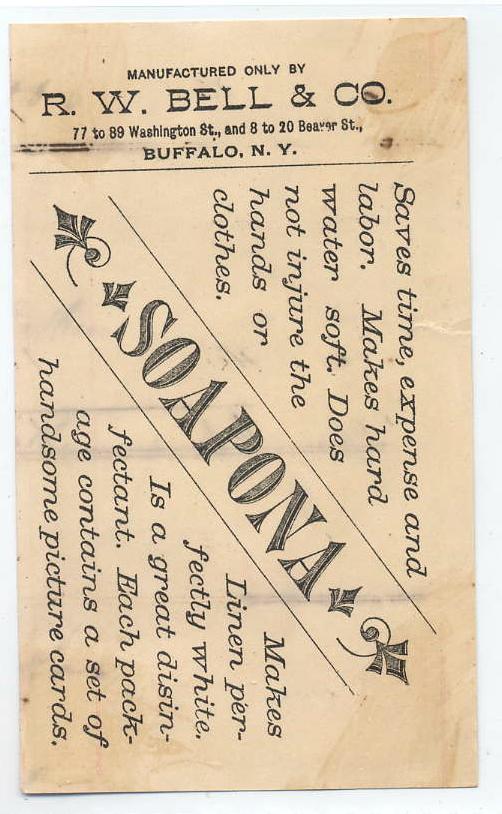 MANUFACTURED ONLY BY
R. W. BELL & CO.
77 to 89 Washington St., and 8 to 20 Beaver St.,
BUFFALO, N. Y.
Saves time, expense and
labor. Makes hard
water soft. Does
not injure the
hands or
clothes.
SOAPONA
Makes
Linen per-
fectly white.
Is a great disin-
fectant. Each pack-
age contains a set of
handsome picture cards.